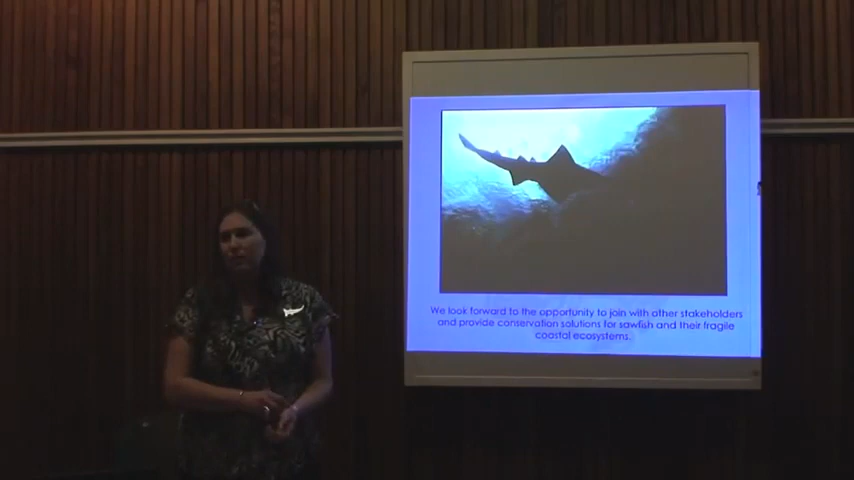 We look forward to the opportunity to join with other stakeholders
and provide conservation solutions for sawfish and their fragile
coastal ecosystems.